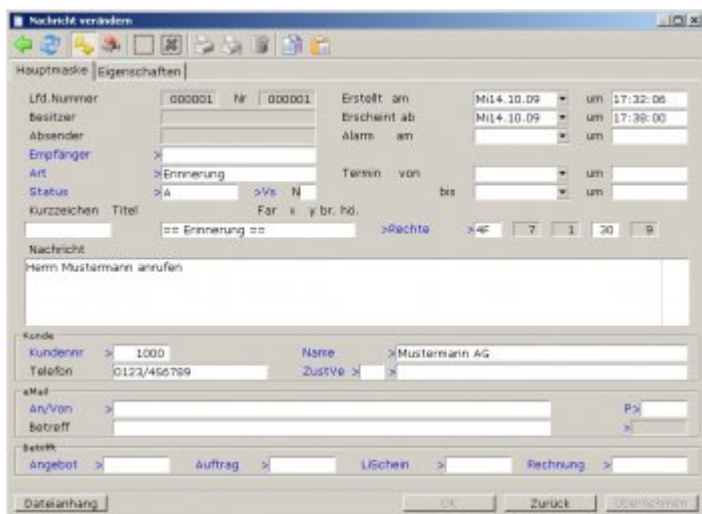 Nachricht verändern
Hauptmaske Eigenschaften
Lfd.Nummer 000001 Nr 000001 Erstellt am Mi14.10.09 um 17:32:06
Besitzer Erscheint ab Mi14.10.09 um 17:38:00
Absender Alarm am um
Empfänger >
Art >Erinnerung Termin von um
Status >A >Vs N bis um
Kurzzeichen Titel Far x y br. hö.
== Erinnerung == >Rechte >4F 7 1 30 9
Nachricht
Herrn Mustermann anrufen
Kunde
Kundennr > 1000 Name >Mustermann AG
Telefon 0123/456789 ZustVe > >
eMail
An/Von > P>
Betreff >
Betrifft
Angebot > Auftrag > LiSchein > Rechnung >
Dateianhang OK Zurück Übernehmen